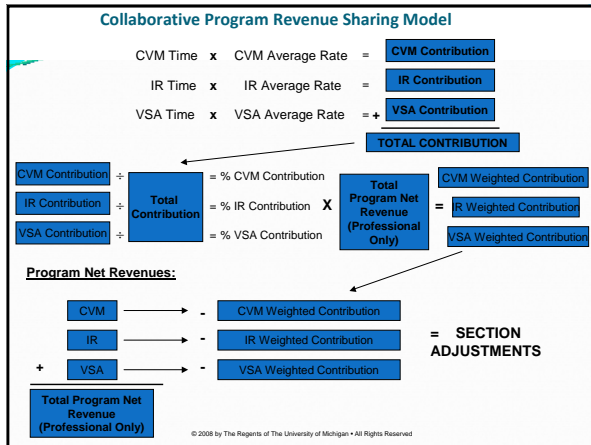 Collaborative Program Revenue Sharing Model
CVM Time x CVM Average Rate = CVM Contribution
IR Time x IR Average Rate = IR Contribution
VSA Time x VSA Average Rate = + VSA Contribution
TOTAL CONTRIBUTION
CVM Contribution ÷ Total Contribution = % CVM Contribution
IR Contribution ÷ = % IR Contribution X Total Program Net Revenue (Professional Only) =
VSA Contribution ÷ = % VSA Contribution
CVM Weighted Contribution
IR Weighted Contribution
VSA Weighted Contribution
Program Net Revenues:
CVM - CVM Weighted Contribution
IR - IR Weighted Contribution
+ VSA - VSA Weighted Contribution
= SECTION
ADJUSTMENTS
Total Program Net
Revenue
(Professional Only)
© 2008 by The Regents of The University of Michigan • All Rights Reserved